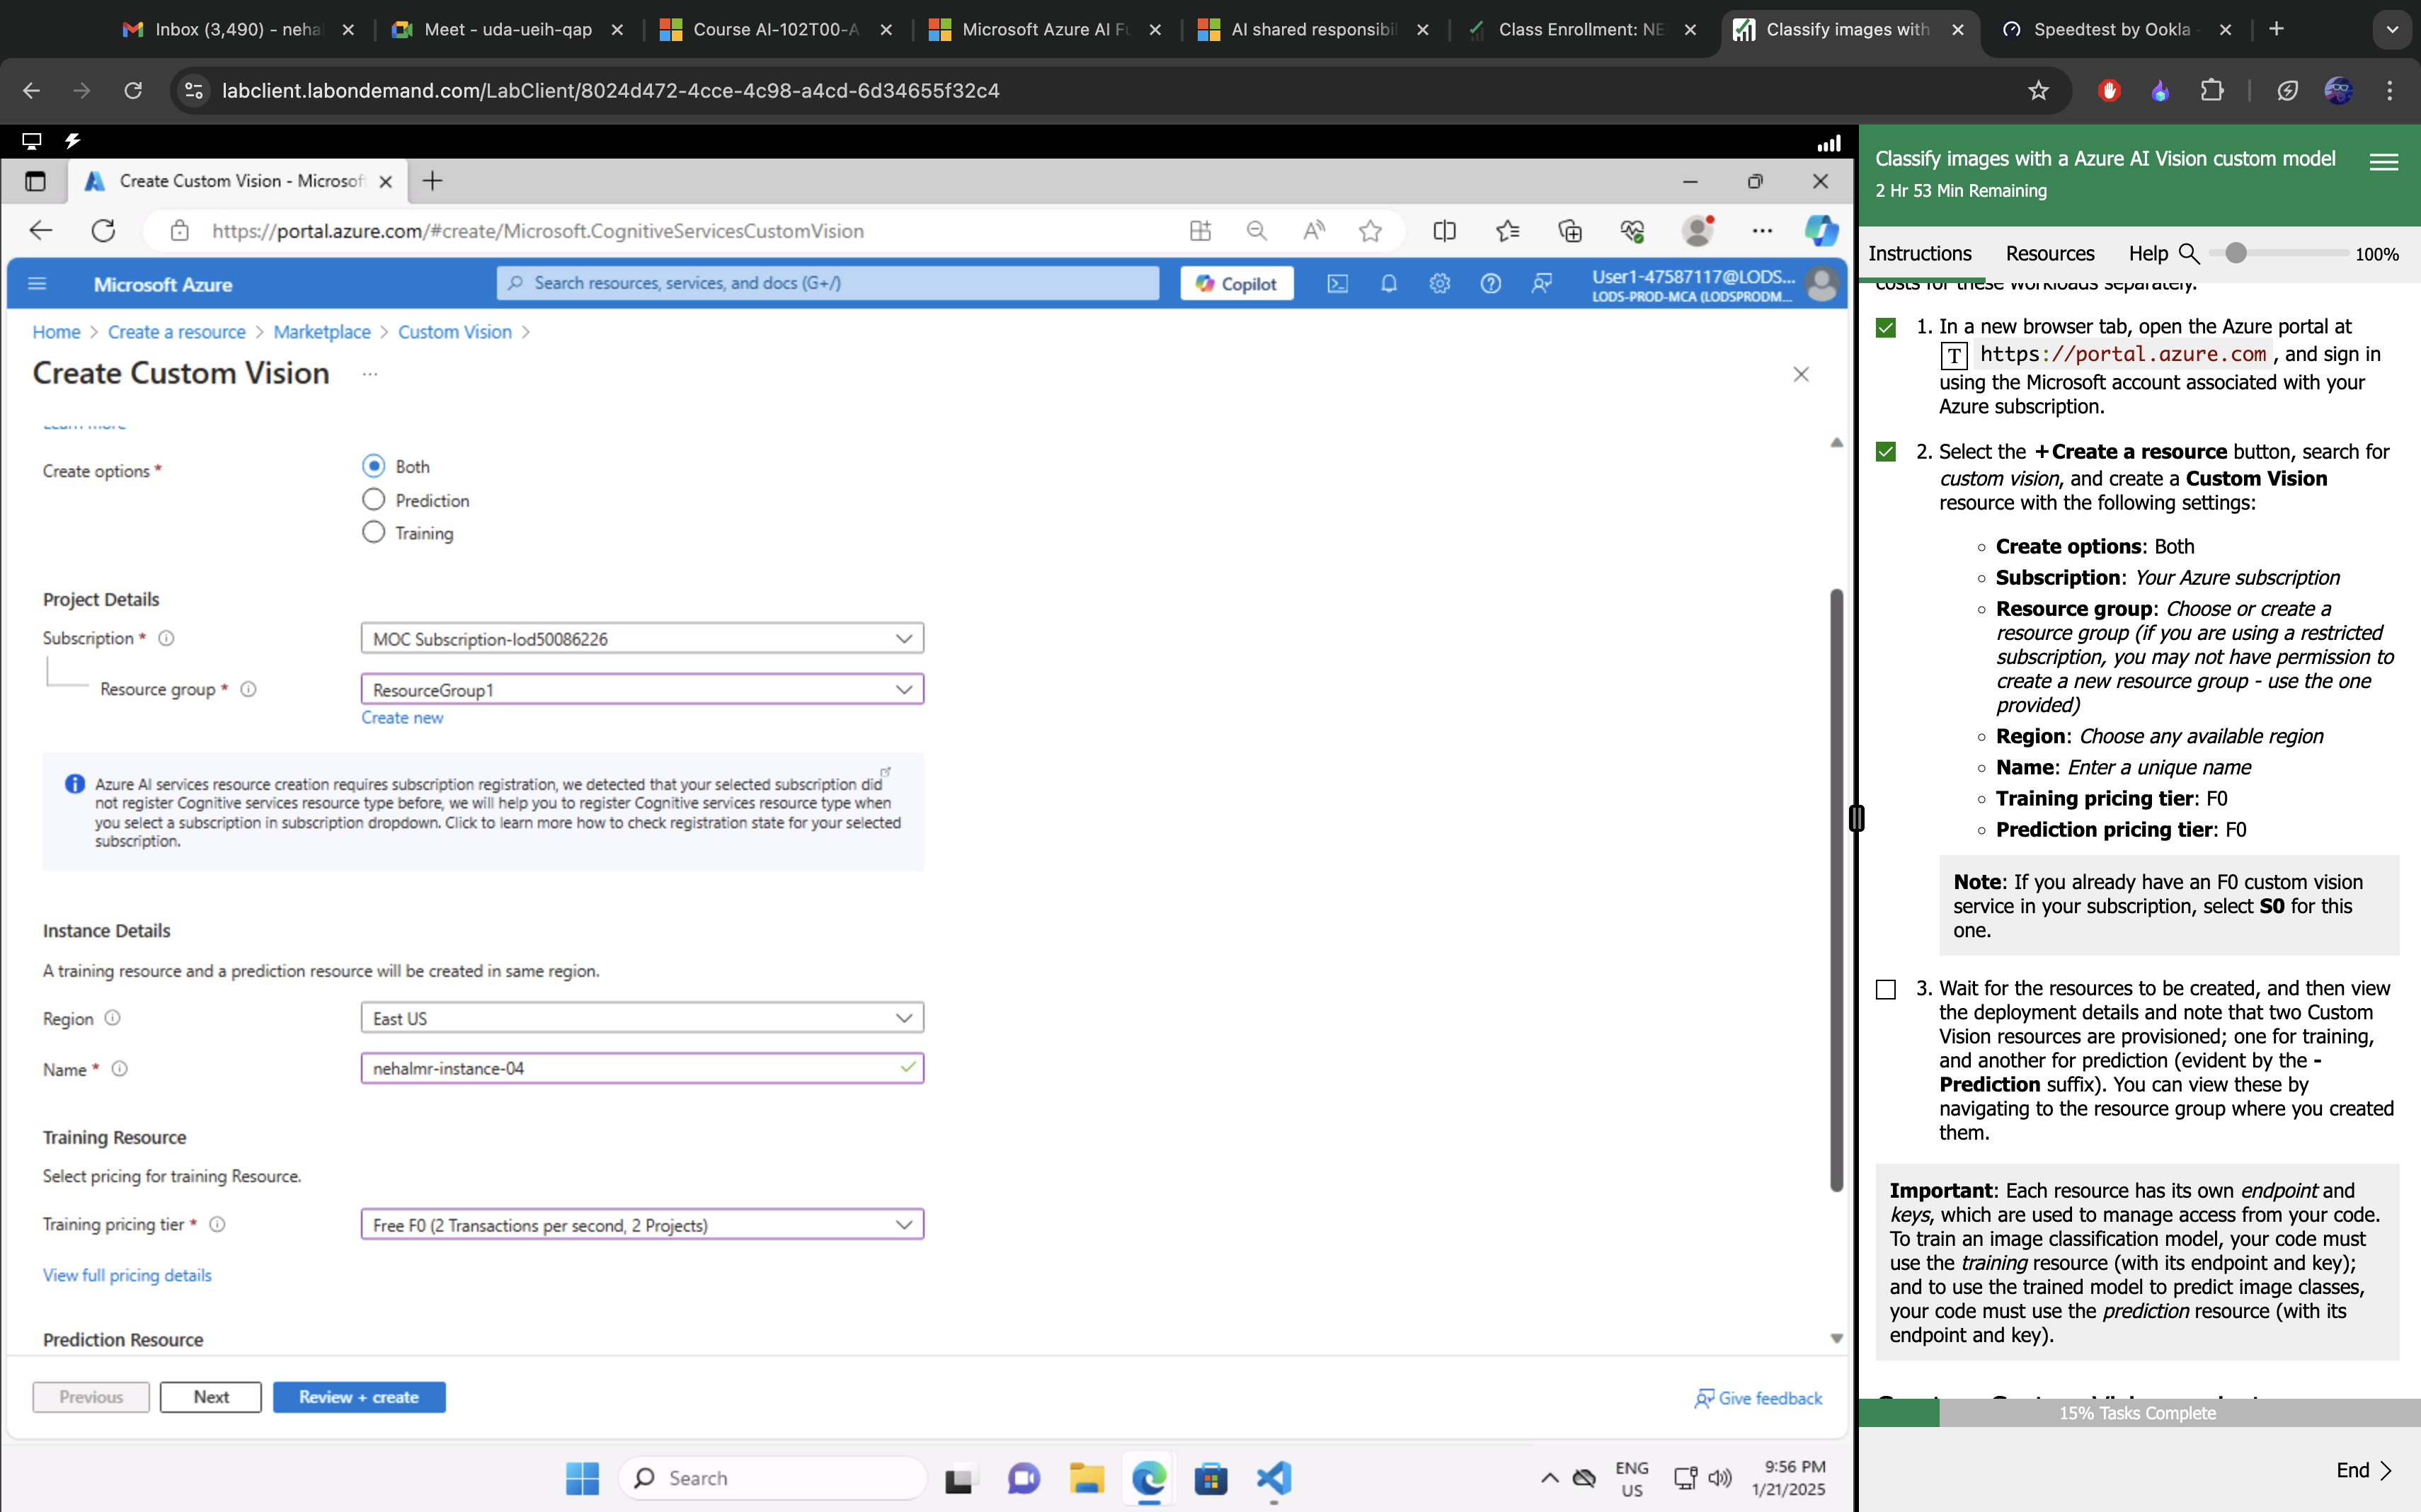 Inbox (3,490) - neha
Meet - uda-ueih-qap
Course AI-102T00-A
Microsoft Azure AI Fu
AI shared responsibil
Class Enrollment: NE
Classify images with
Speedtest by Ookla -
labclient.labondemand.com/LabClient/8024d472-4cce-4c98-a4cd-6d34655f32c4
Create Custom Vision - Microsof
https://portal.azure.com/#create/Microsoft.CognitiveServicesCustomVision
Microsoft Azure
Search resources, services, and docs (G+/)
Copilot
User1-47587117@LODS...
LODS-PROD-MCA (LODSPRODM...
Home > Create a resource > Marketplace > Custom Vision >
Create Custom Vision ...
Learn more
Create options *
Both
Prediction
Training
Project Details
Subscription *
MOC Subscription-lod50086226
Resource group *
ResourceGroup1
Create new
Azure AI services resource creation requires subscription registration, we detected that your selected subscription did
not register Cognitive services resource type before, we will help you to register Cognitive services resource type when
you select a subscription in subscription dropdown. Click to learn more how to check registration state for your selected
subscription.
Instance Details
A training resource and a prediction resource will be created in same region.
Region
East US
Name *
nehalmr-instance-04
Training Resource
Select pricing for training Resource.
Training pricing tier *
Free F0 (2 Transactions per second, 2 Projects)
View full pricing details
Prediction Resource
Previous
Next
Review + create
Give feedback
Search
ENG
US
9:56 PM
1/21/2025
Classify images with a Azure AI Vision custom model
2 Hr 53 Min Remaining
Instructions
Resources
Help
100%
costs for these workloads separately.
1. In a new browser tab, open the Azure portal at
T https://portal.azure.com, and sign in
using the Microsoft account associated with your
Azure subscription.
2. Select the +Create a resource button, search for
custom vision, and create a Custom Vision
resource with the following settings:
Create options: Both
Subscription: Your Azure subscription
Resource group: Choose or create a
resource group (if you are using a restricted
subscription, you may not have permission to
create a new resource group - use the one
provided)
Region: Choose any available region
Name: Enter a unique name
Training pricing tier: F0
Prediction pricing tier: F0
Note: If you already have an F0 custom vision
service in your subscription, select S0 for this
one.
3. Wait for the resources to be created, and then view
the deployment details and note that two Custom
Vision resources are provisioned; one for training,
and another for prediction (evident by the -
Prediction suffix). You can view these by
navigating to the resource group where you created
them.
Important: Each resource has its own endpoint and
keys, which are used to manage access from your code.
To train an image classification model, your code must
use the training resource (with its endpoint and key);
and to use the trained model to predict image classes,
your code must use the prediction resource (with its
endpoint and key).
15% Tasks Complete
End